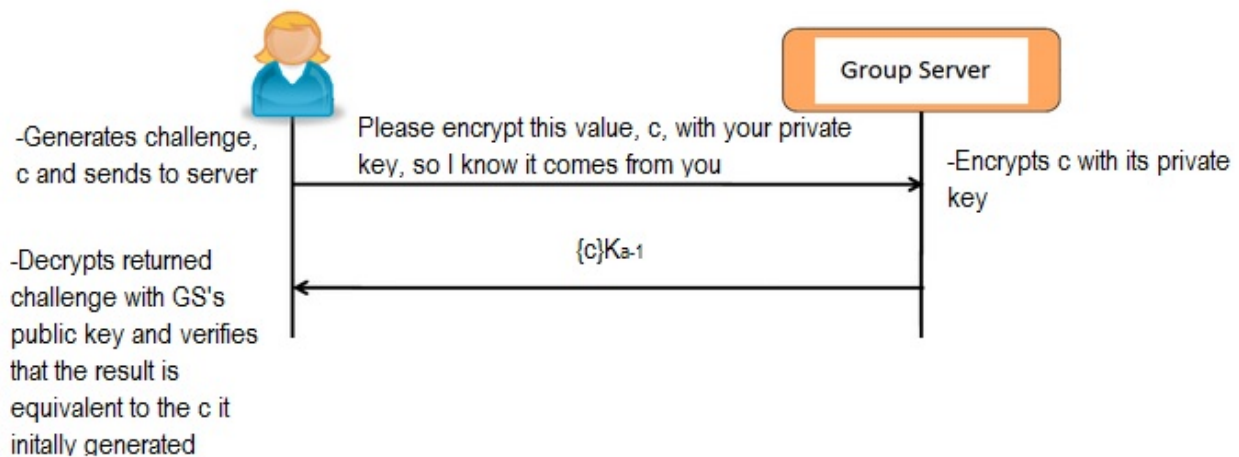 Group Server
-Generates challenge,
c and sends to server
Please encrypt this value, c, with your private
key, so I know it comes from you
-Encrypts c with its private
key
{c}Ka-1
-Decrypts returned
challenge with GS's
public key and verifies
that the result is
equivalent to the c it
initally generated